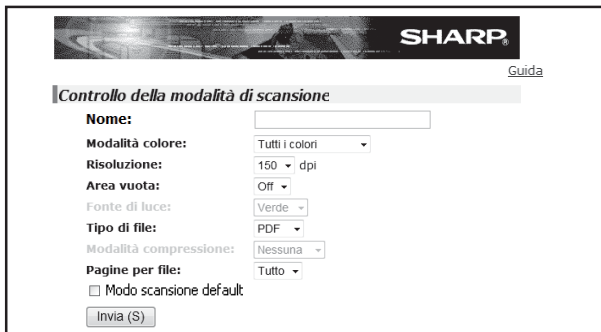 SHARP®
Guida
Controllo della modalità di scansione
Nome:
Modalità colore: Tutti i colori
Risoluzione: 150 dpi
Area vuota: Off
Fonte di luce: Verde
Tipo di file: PDF
Modalità compressione: Nessuna
Pagine per file: Tutto
Modo scansione default
Invia (S)